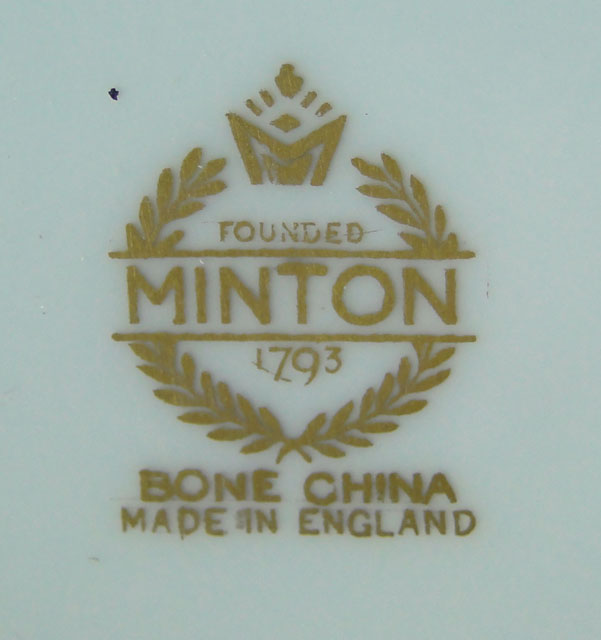 FOUNDED
MINTON
1793
BONE CHINA
MADE IN ENGLAND